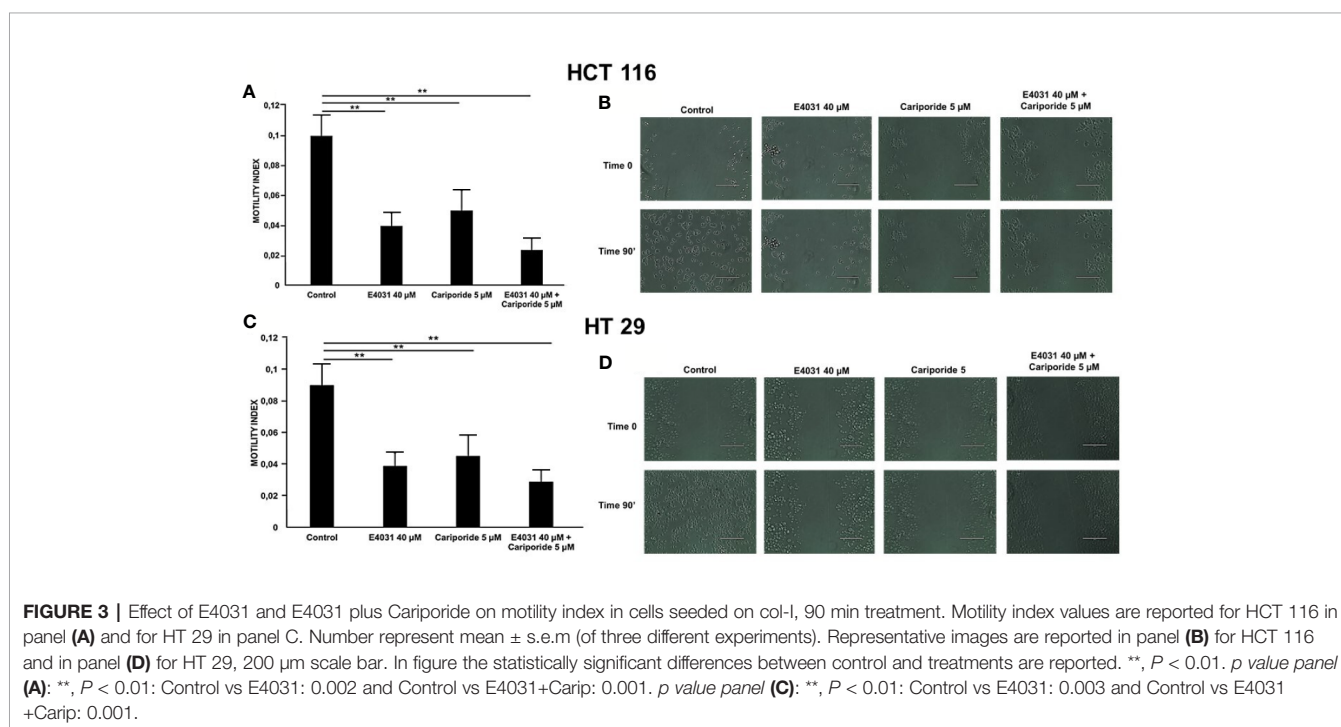 HCT 116
A
**
**
**
0,12
0,1
0,08
0,06
0,04
0,02
0
MOTILITY INDEX
Control
E4031 40 µM
Cariporide 5 µM
E4031 40 µM +
Cariporide 5 µM
B
Control
E4031 40 µM
Cariporide 5 µM
E4031 40 µM +
Cariporide 5 µM
Time 0
Time 90'
HT 29
C
**
**
**
0,12
0,1
0,08
0,06
0,04
0,02
0
MOTILITY INDEX
Control
E4031 40 µM
Cariporide 5 µM
E4031 40 µM +
Cariporide 5 µM
D
Control
E4031 40 µM
Cariporide 5
E4031 40 µM +
Cariporide 5 µM
Time 0
Time 90'
FIGURE 3 | Effect of E4031 and E4031 plus Cariporide on motility index in cells seeded on col-I, 90 min treatment. Motility index values are reported for HCT 116 in
panel (A) and for HT 29 in panel C. Number represent mean ± s.e.m (of three different experiments). Representative images are reported in panel (B) for HCT 116
and in panel (D) for HT 29, 200 µm scale bar. In figure the statistically significant differences between control and treatments are reported. **, P < 0.01. p value panel
(A): **, P < 0.01: Control vs E4031: 0.002 and Control vs E4031+Carip: 0.001. p value panel (C): **, P < 0.01: Control vs E4031: 0.003 and Control vs E4031
+Carip: 0.001.